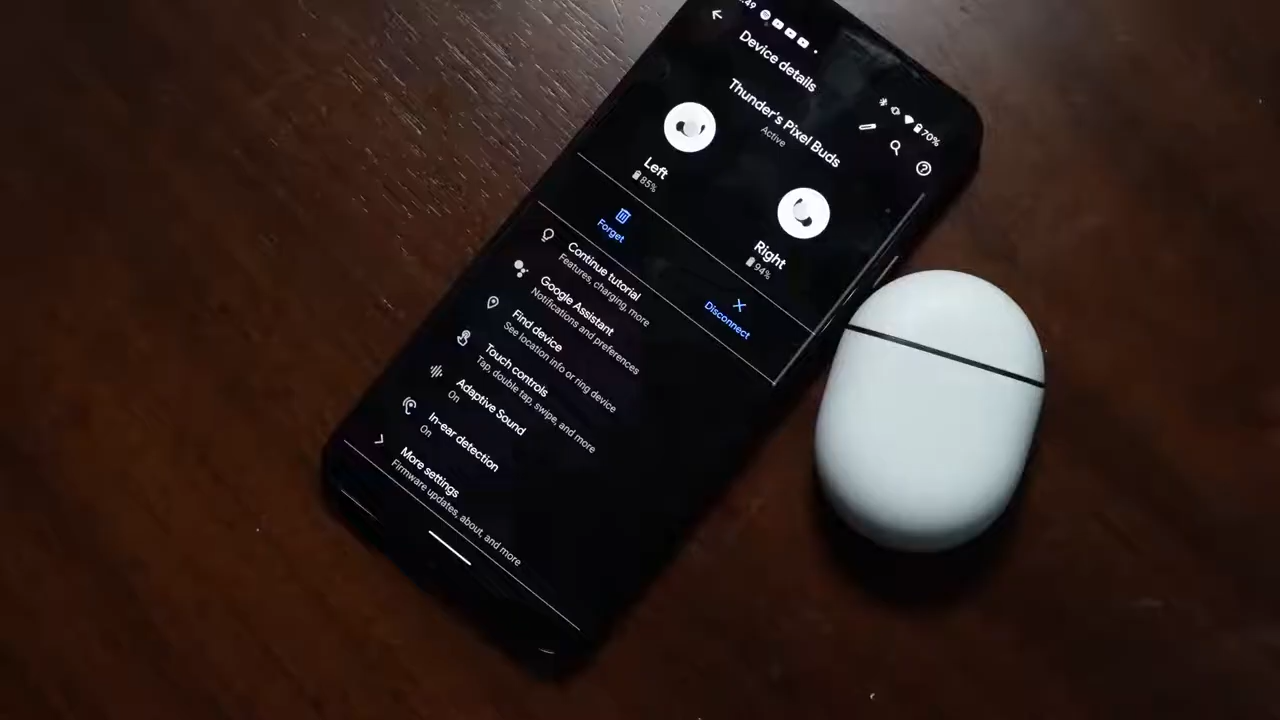 :49
70%
Device details
Thunder's Pixel Buds
Active
Left
85%
Right
94%
Forget
Disconnect
Continue tutorial
Features, charging, more
Google Assistant
Notifications and preferences
Find device
See location info or ring device
Touch controls
Tap, double tap, swipe, and more
Adaptive Sound
On
In-ear detection
On
More settings
Firmware updates, about, and more